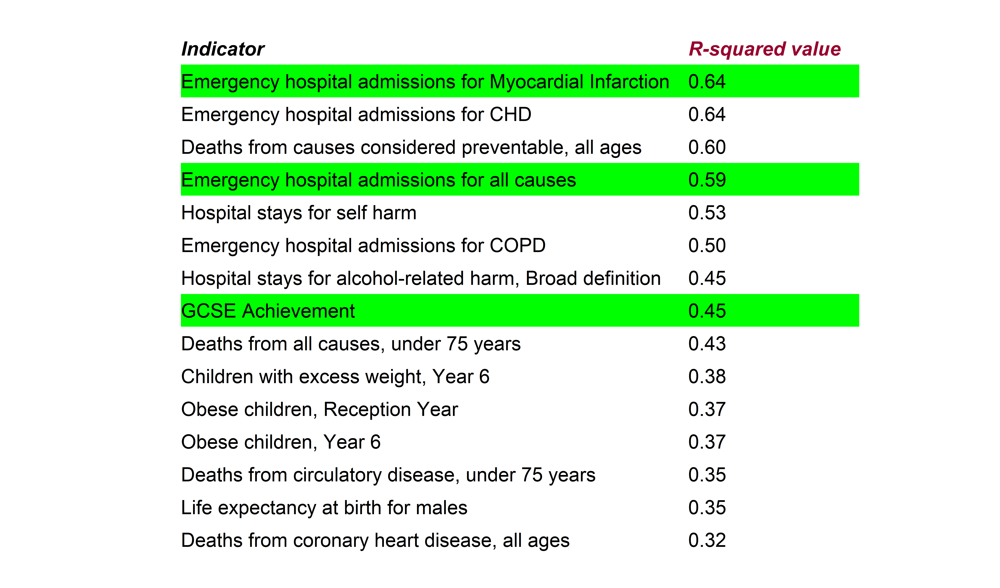 Indicator R-squared value
Emergency hospital admissions for Myocardial Infarction 0.64
Emergency hospital admissions for CHD 0.64
Deaths from causes considered preventable, all ages 0.60
Emergency hospital admissions for all causes 0.59
Hospital stays for self harm 0.53
Emergency hospital admissions for COPD 0.50
Hospital stays for alcohol-related harm, Broad definition 0.45
GCSE Achievement 0.45
Deaths from all causes, under 75 years 0.43
Children with excess weight, Year 6 0.38
Obese children, Reception Year 0.37
Obese children, Year 6 0.37
Deaths from circulatory disease, under 75 years 0.35
Life expectancy at birth for males 0.35
Deaths from coronary heart disease, all ages 0.32